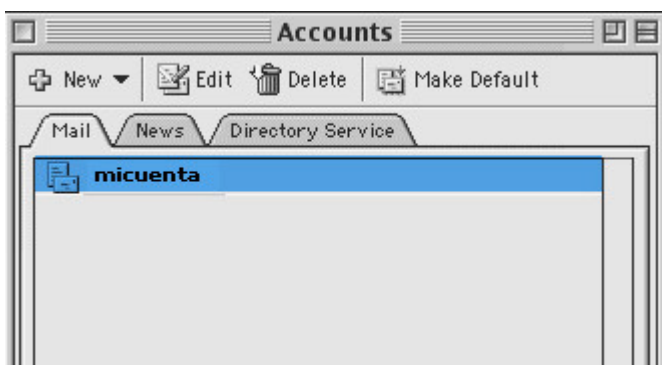 Accounts
New Edit Delete Make Default
Mail News Directory Service
micuenta